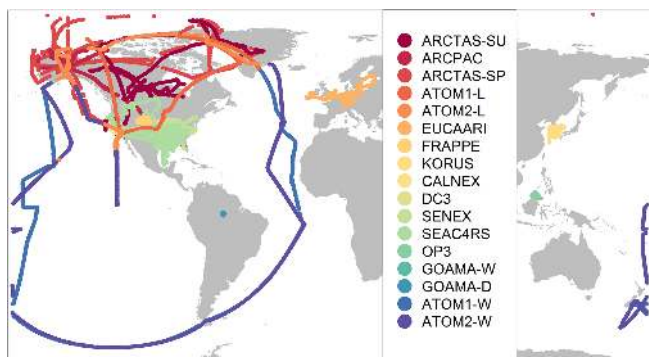 ARCTAS-SU
ARCPAC
ARCTAS-SP
ATOM1-L
ATOM2-L
EUCAARI
FRAPPE
KORUS
CALNEX
DC3
SENEX
SEAC4RS
OP3
GOAMA-W
GOAMA-D
ATOM1-W
ATOM2-W